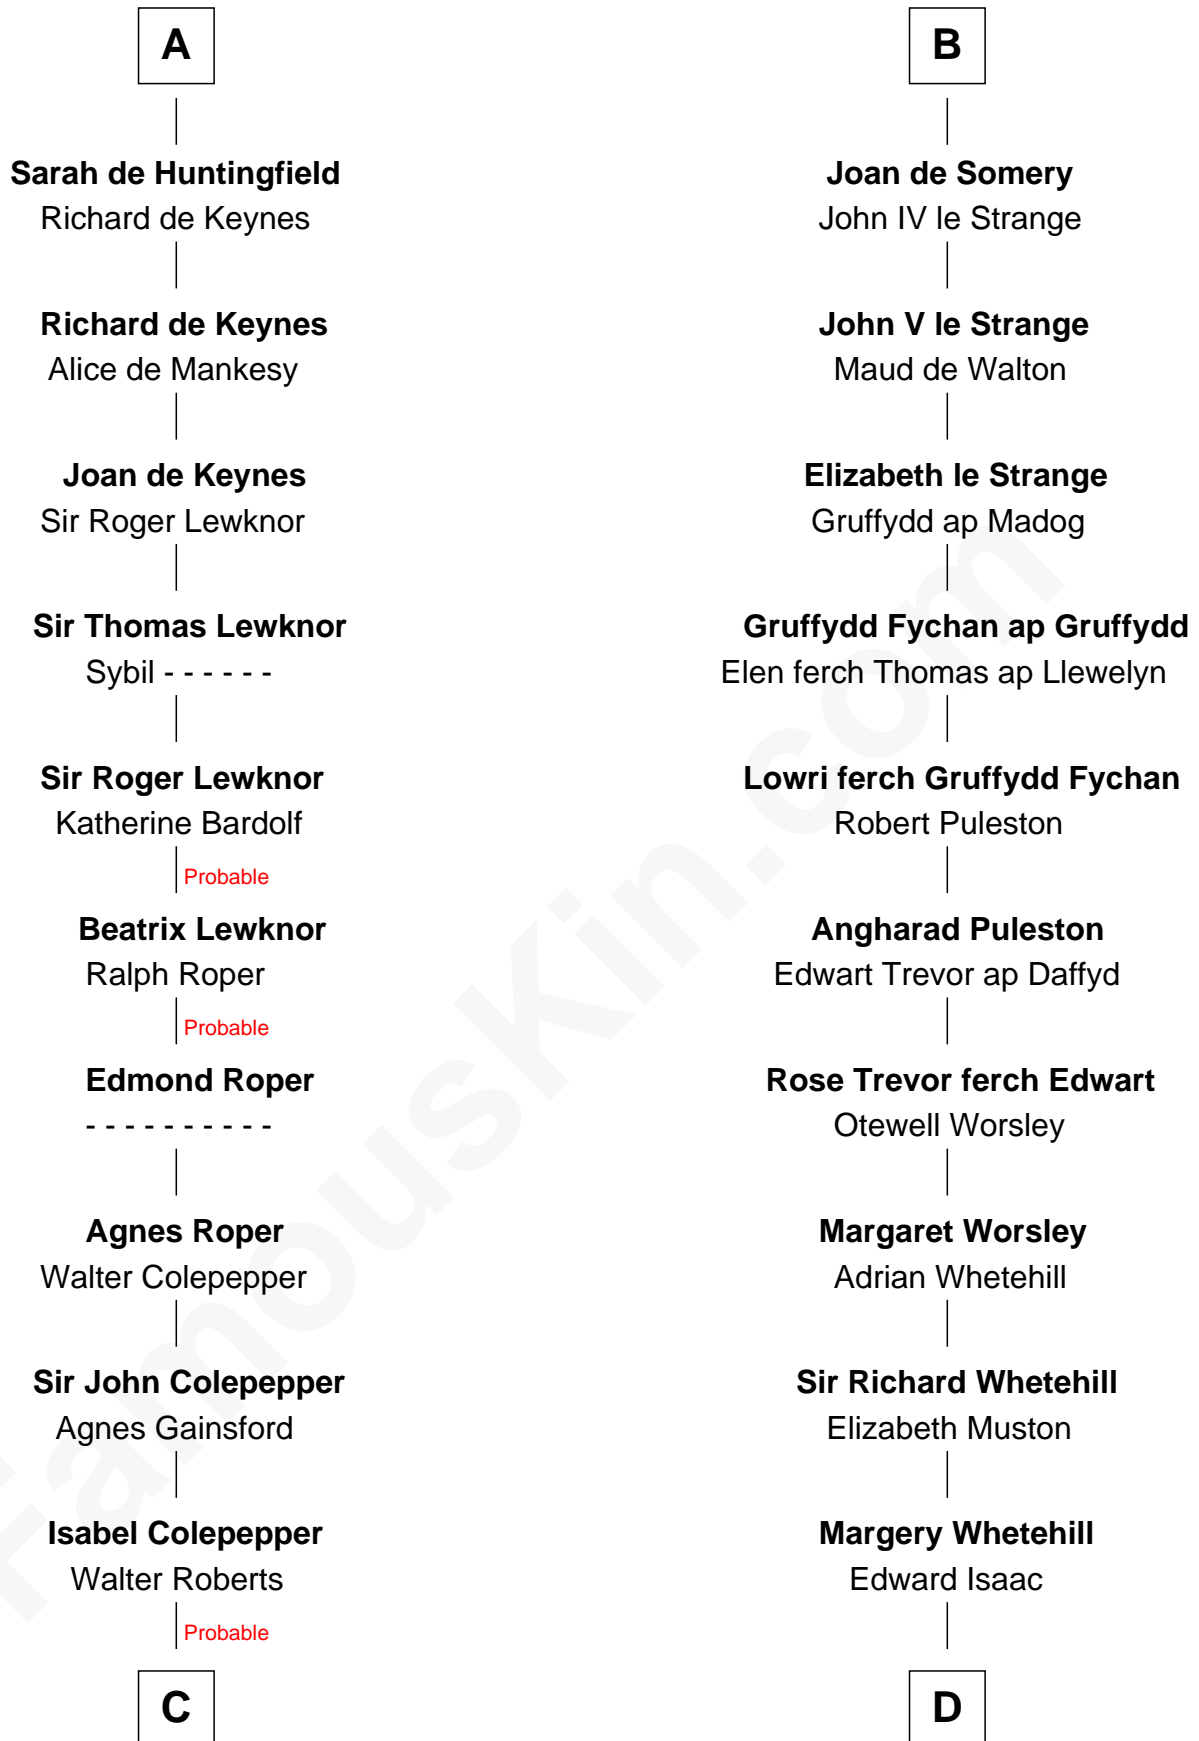 A
Sarah de Huntingfield
Richard de Keynes
Richard de Keynes
Alice de Mankesy
Joan de Keynes
Sir Roger Lewknor
Sir Thomas Lewknor
Sybil - - - - - -
Sir Roger Lewknor
Katherine Bardolf
Probable
Beatrix Lewknor
Ralph Roper
Probable
Edmond Roper
- - - - - - - - - -
Agnes Roper
Walter Colepepper
Sir John Colepepper
Agnes Gainsford
Isabel Colepepper
Walter Roberts
Probable
C
B
Joan de Somery
John IV le Strange
John V le Strange
Maud de Walton
Elizabeth le Strange
Gruffydd ap Madog
Gruffydd Fychan ap Gruffydd
Elen ferch Thomas ap Llewelyn
Lowri ferch Gruffydd Fychan
Robert Puleston
Angharad Puleston
Edwart Trevor ap Daffyd
Rose Trevor ferch Edwart
Otewell Worsley
Margaret Worsley
Adrian Whetehill
Sir Richard Whetehill
Elizabeth Muston
Margery Whetehill
Edward Isaac
D
FamousKin.com